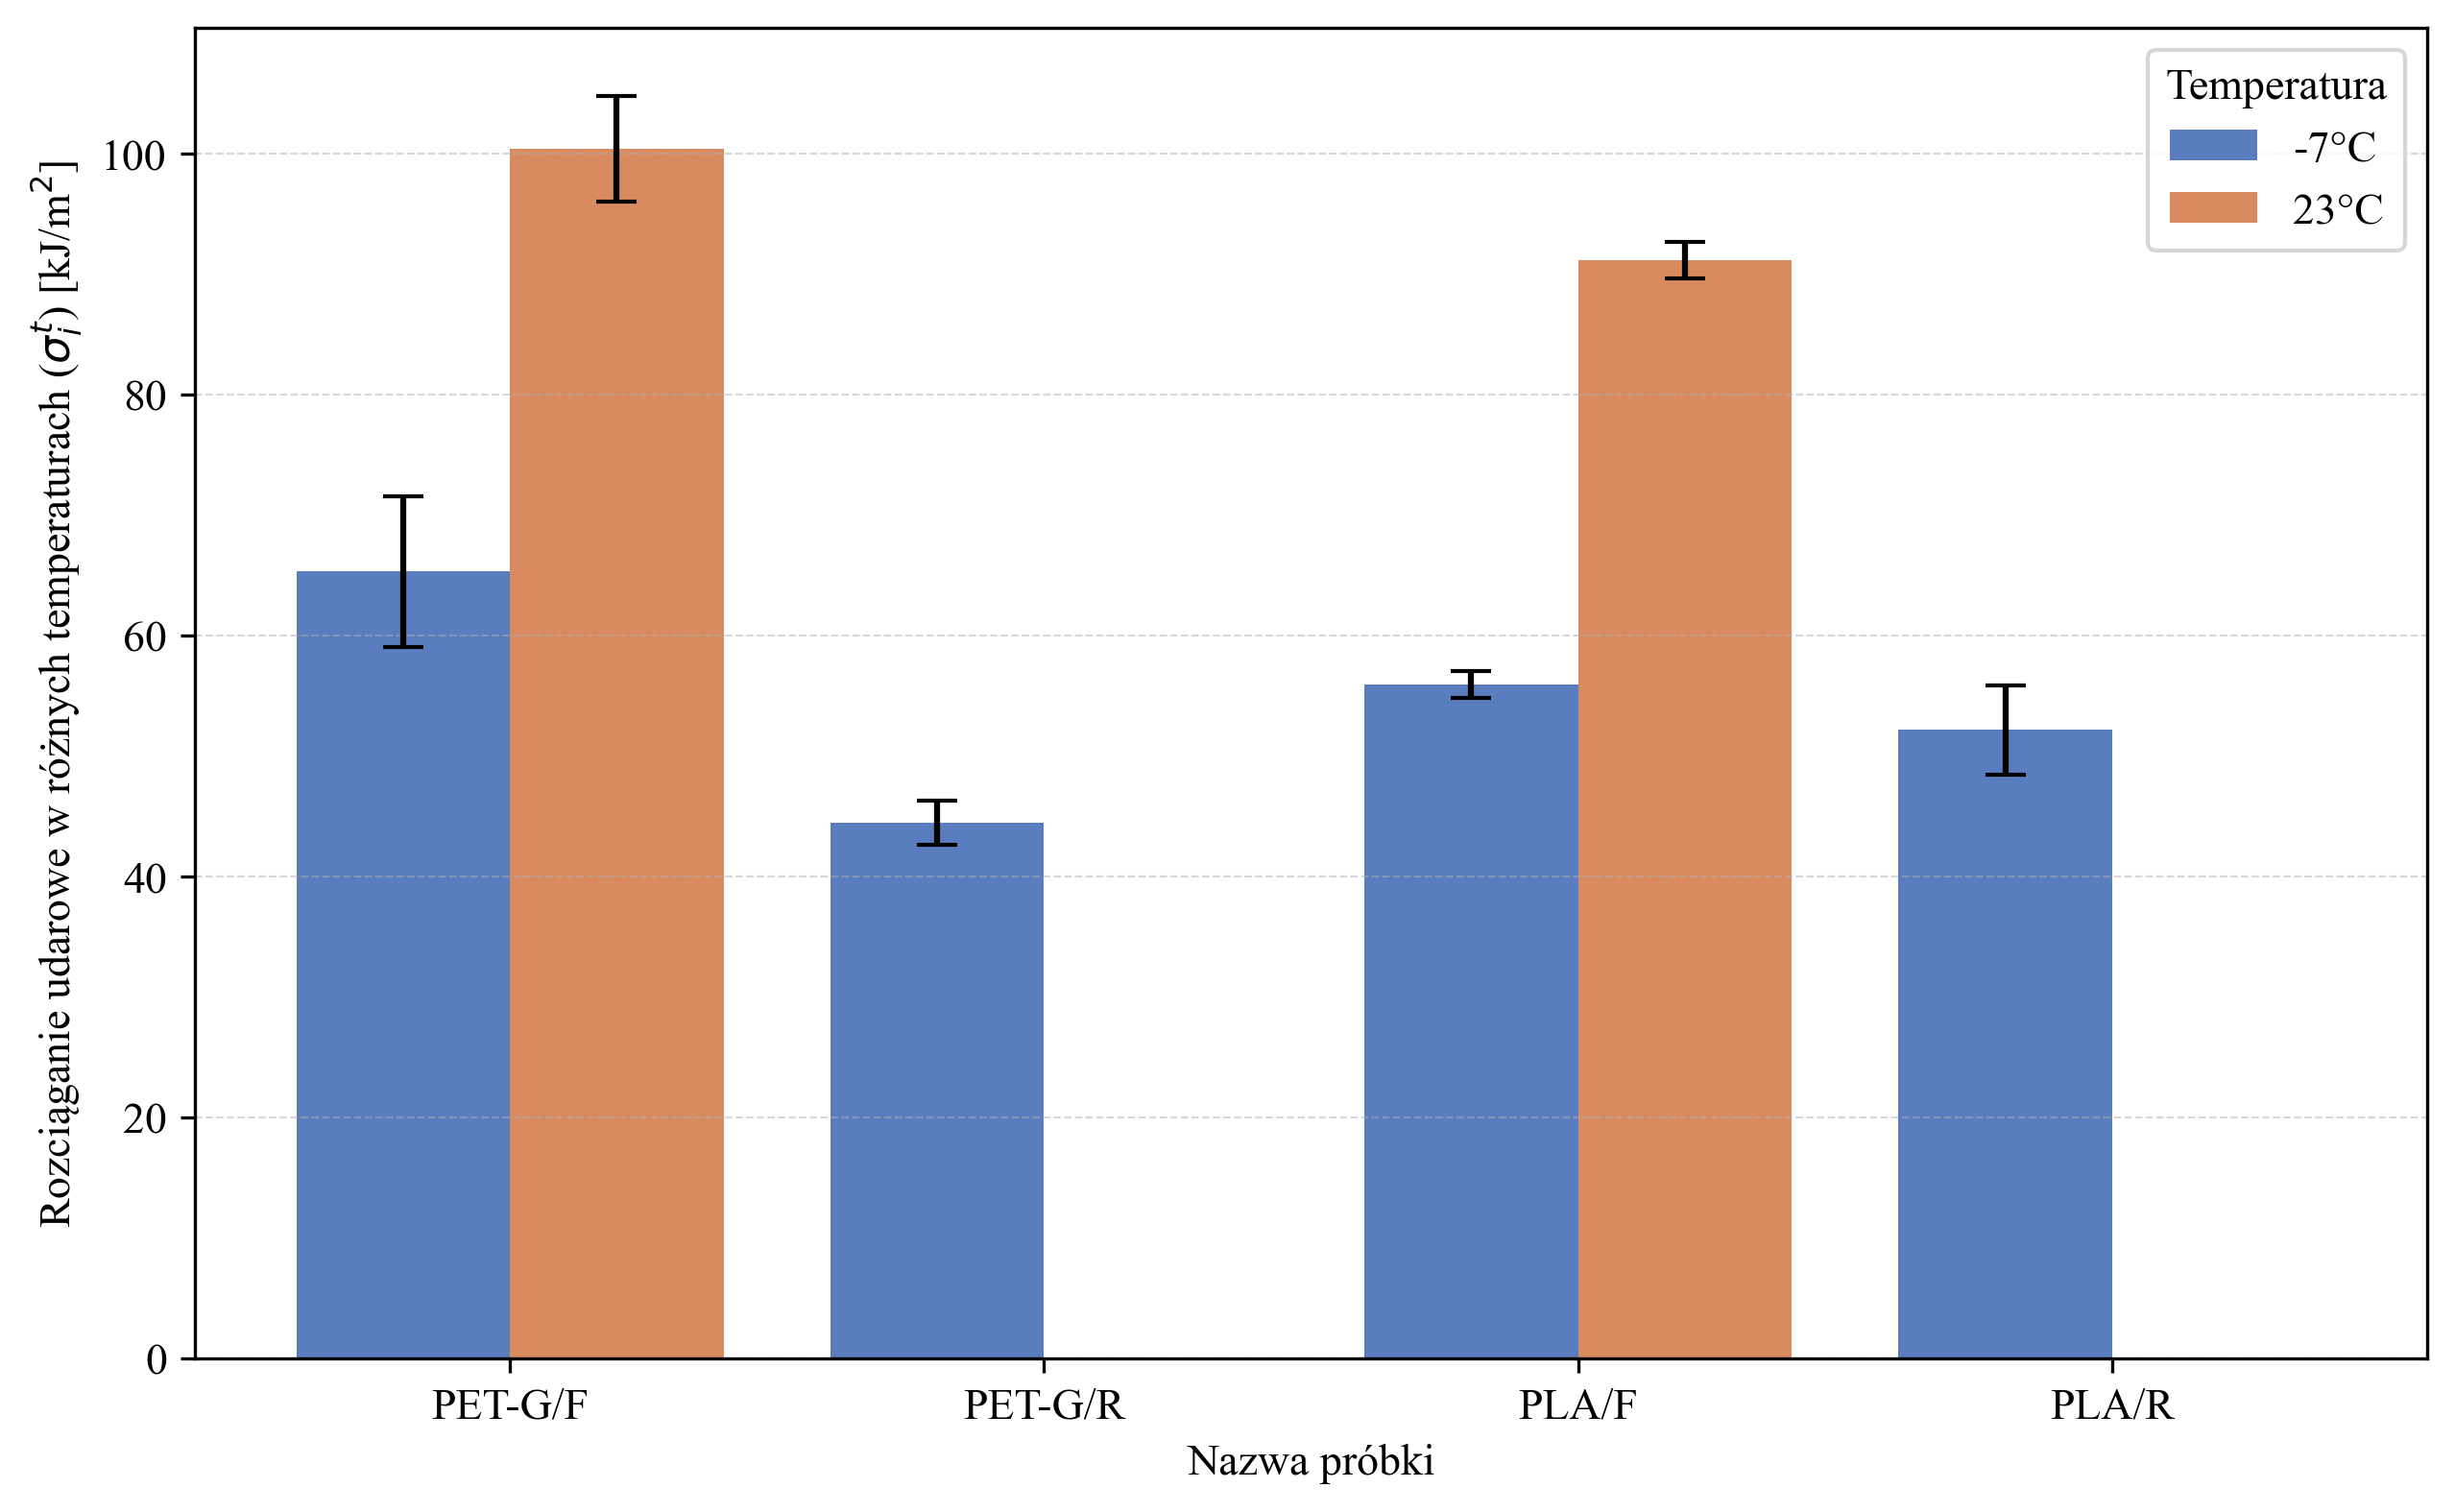 Rozciąganie udarowe w różnych temperaturach (σᵢᵗ) [kJ/m²]
100
80
60
40
20
0
Temperatura
-7°C
23°C
PET-G/F PET-G/R PLA/F PLA/R
Nazwa próbki